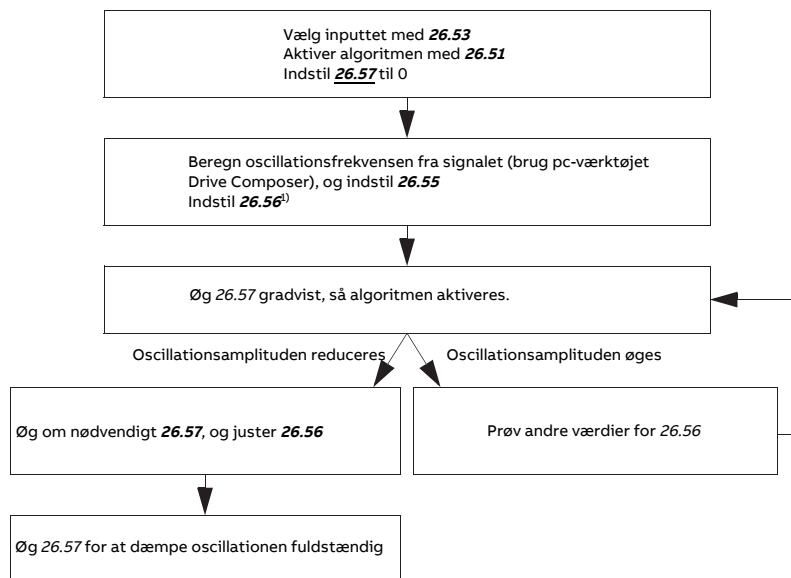 Vælg inputtet med 26.53
Aktiver algoritmen med 26.51
Indstil 26.57 til 0
Beregn oscillationsfrekvensen fra signalet (brug pc-værktøjet
Drive Composer), og indstil 26.55
Indstil 26.56¹⁾
Øg 26.57 gradvist, så algoritmen aktiveres.
Oscillationsamplituden reduceres
Oscillationsamplituden øges
Øg om nødvendigt 26.57, og juster 26.56
Prøv andre værdier for 26.56
Øg 26.57 for at dæmpe oscillationen fuldstændig